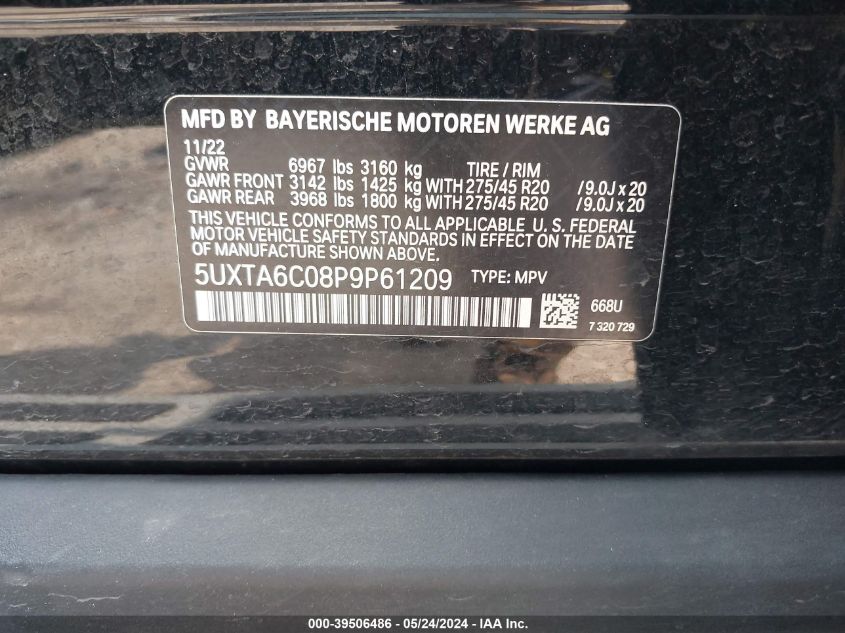 MFD BY BAYERISCHE MOTOREN WERKE AG
11/22
GVWR 6967 lbs 3160 kg TIRE / RIM
GAWR FRONT 3142 lbs 1425 kg WITH 275/45 R20 / 9.0J x 20
GAWR REAR 3968 lbs 1800 kg WITH 275/45 R20 / 9.0J x 20
THIS VEHICLE CONFORMS TO ALL APPLICABLE U. S. FEDERAL
MOTOR VEHICLE SAFETY STANDARDS IN EFFECT ON THE DATE
OF MANUFACTURE SHOWN ABOVE.
5UXTA6C08P9P61209 TYPE: MPV
668U
7 320 729
000-39506486 - 05/24/2024 - IAA Inc.